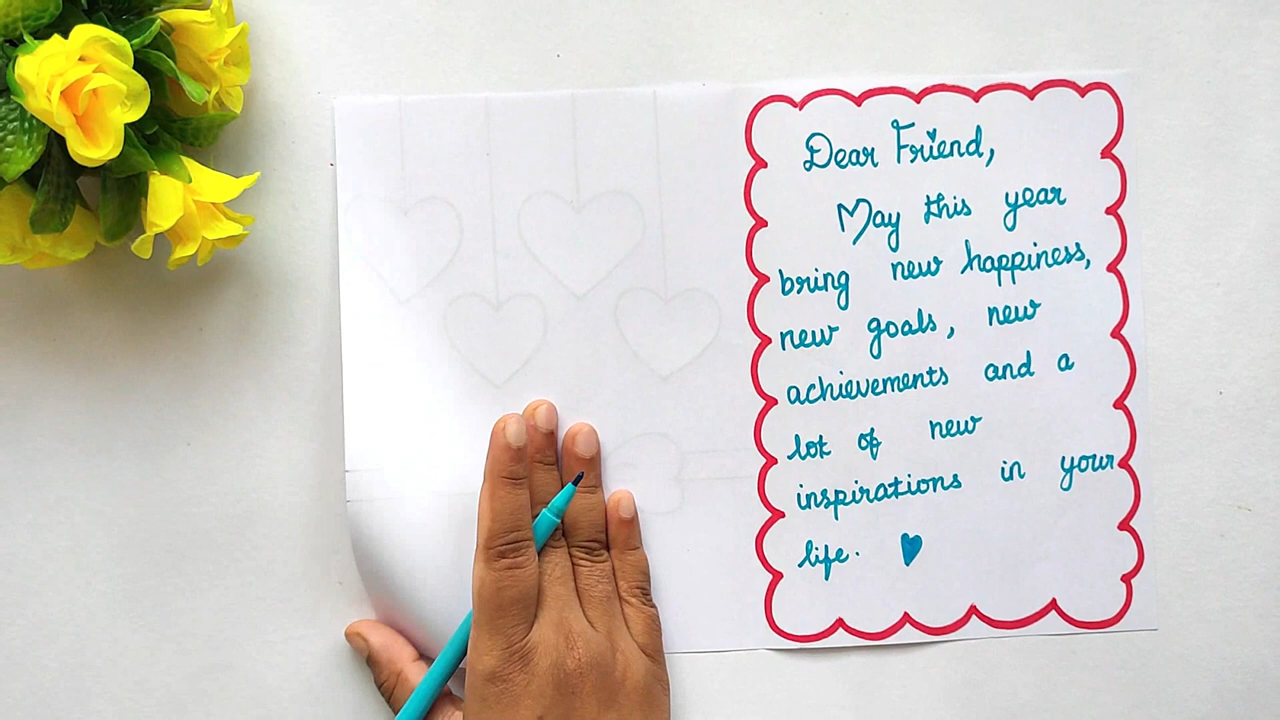 Dear Friend,
May this year
bring new happiness,
new goals, new
achievements and a
lot of new
inspirations in your
life.